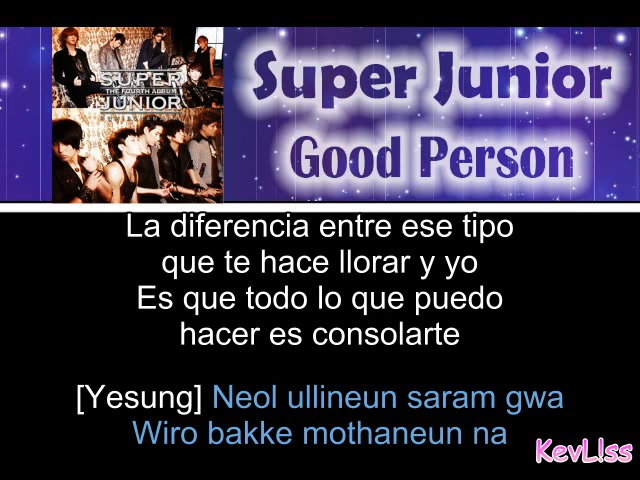 SUPER
THE FOURTH ALBUM
JUNIOR
Super Junior
Good Person
La diferencia entre ese tipo
que te hace llorar y yo
Es que todo lo que puedo
hacer es consolarte
[Yesung] Neol ullineun saram gwa
Wiro bakke mothaneun na
KevL!ss